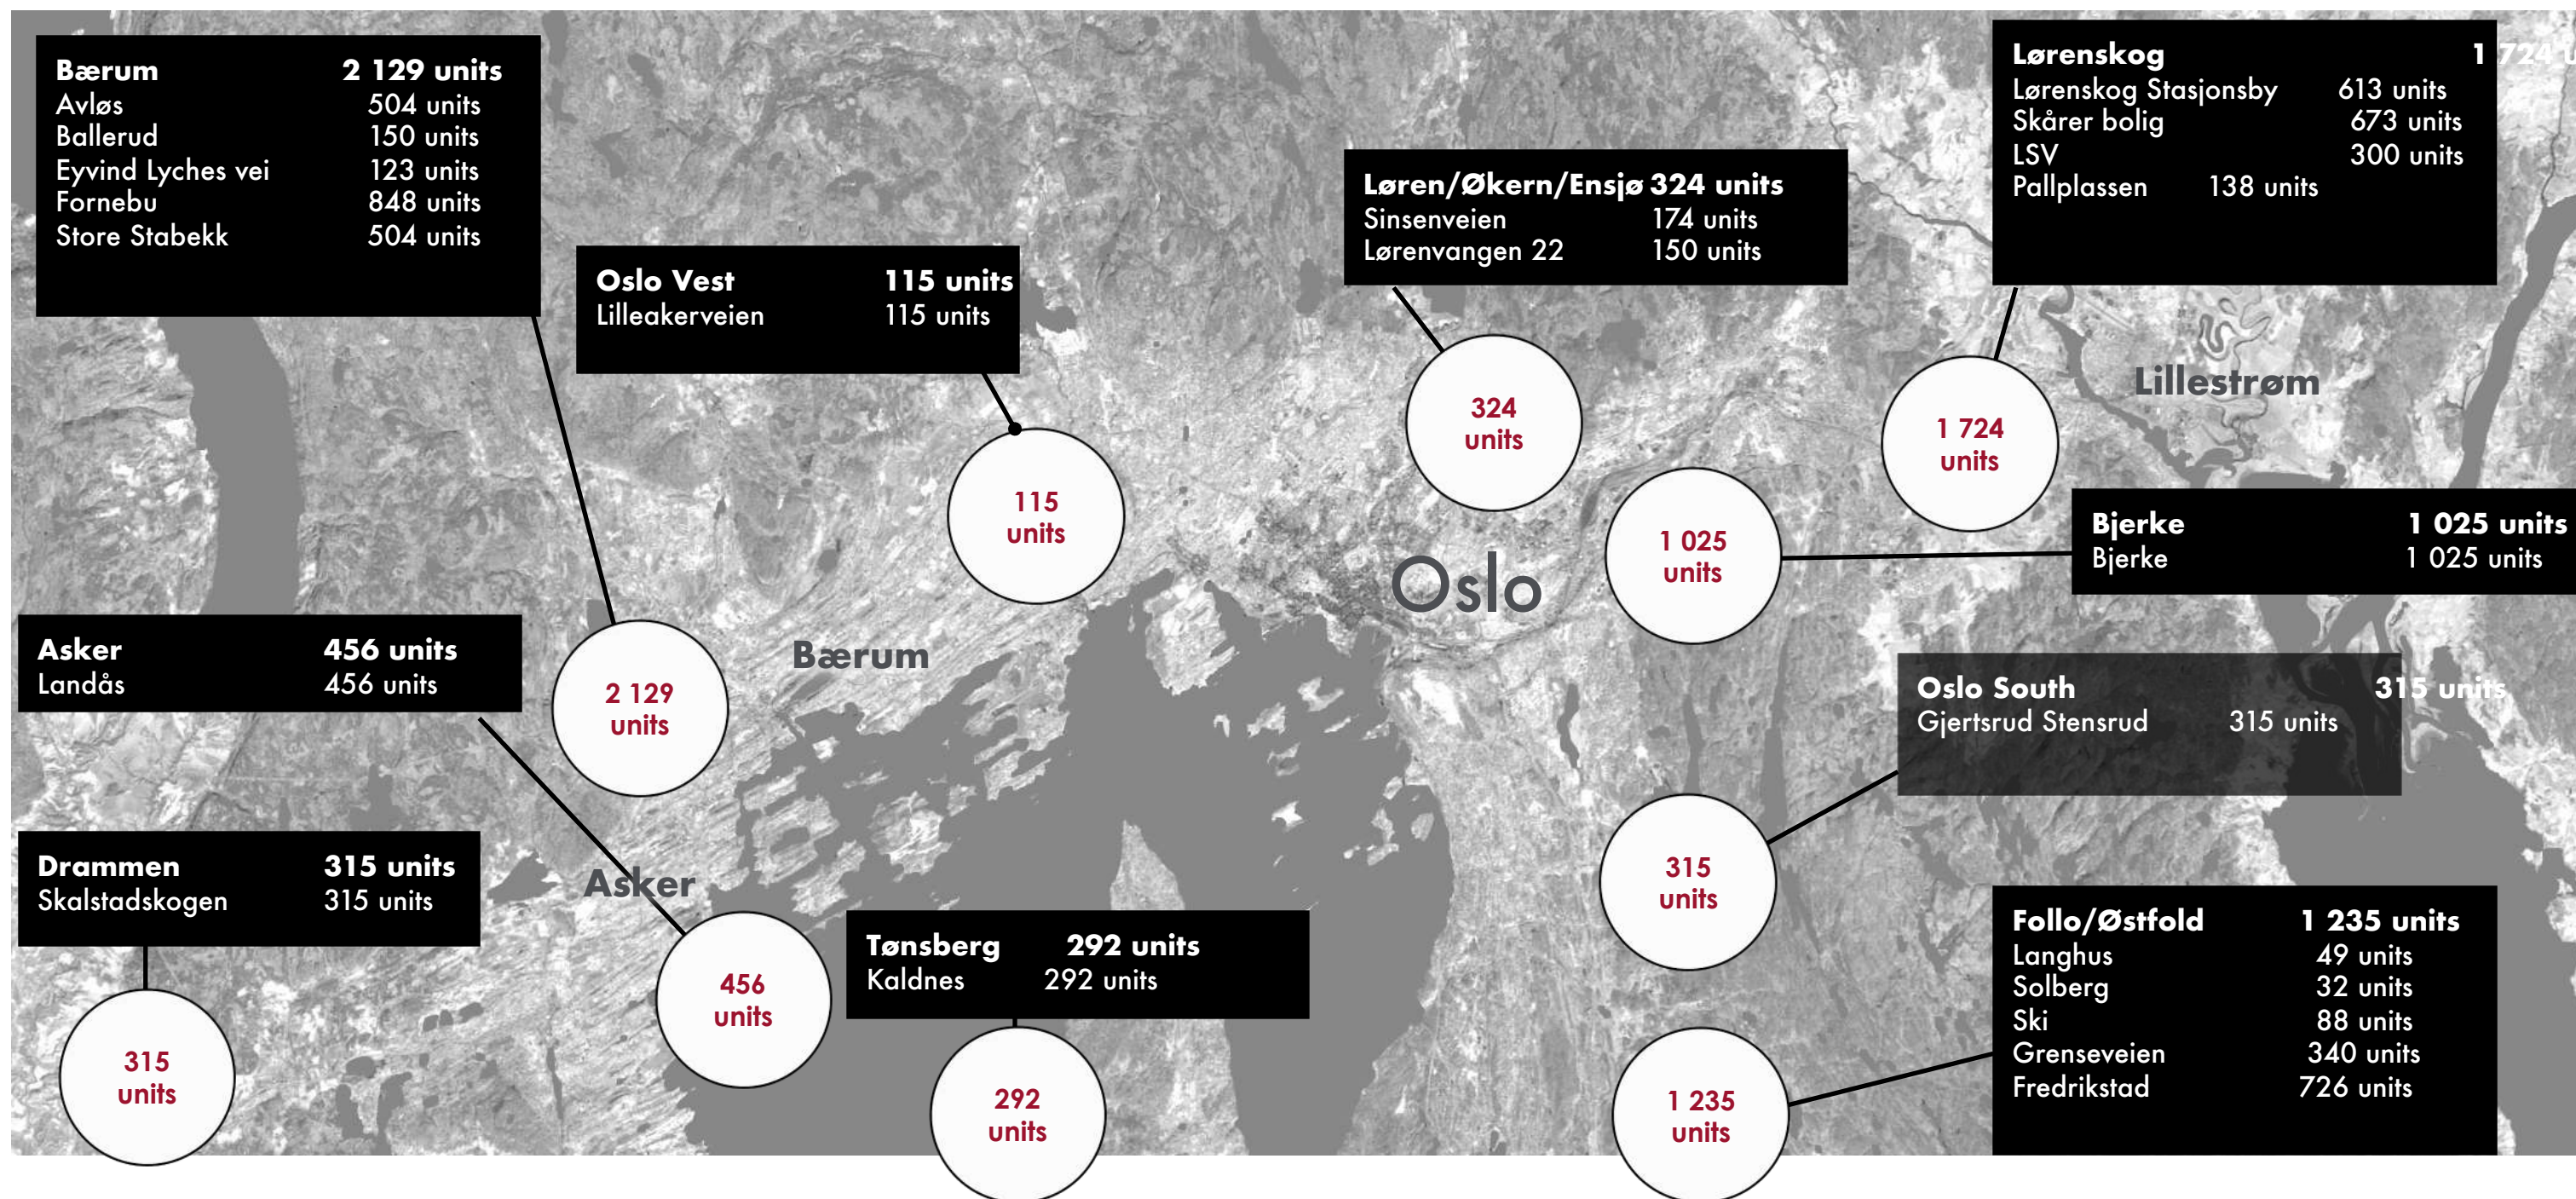 Bærum 2 129 units
Avløs 504 units
Ballerud 150 units
Eyvind Lyches vei 123 units
Fornebu 848 units
Store Stabekk 504 units
Oslo Vest 115 units
Lilleakerveien 115 units
Løren/Økern/Ensjø 324 units
Sinsenveien 174 units
Lørenvangen 22 150 units
Lørenskog 1 724 u
Lørenskog Stasjonsby 613 units
Skårer bolig 673 units
LSV 300 units
Pallplassen 138 units
Lillestrøm
324
units
1 724
units
115
units
1 025
units
Bjerke 1 025 units
Bjerke 1 025 units
Oslo
Bærum
Asker 456 units
Landås 456 units
2 129
units
Oslo South 315 units
Gjertsrud Stensrud 315 units
Drammen 315 units
Skalstadskogen 315 units
Asker
315
units
Tønsberg 292 units
Kaldnes 292 units
456
units
Follo/Østfold 1 235 units
Langhus 49 units
Solberg 32 units
Ski 88 units
Grenseveien 340 units
Fredrikstad 726 units
315
units
292
units
1 235
units